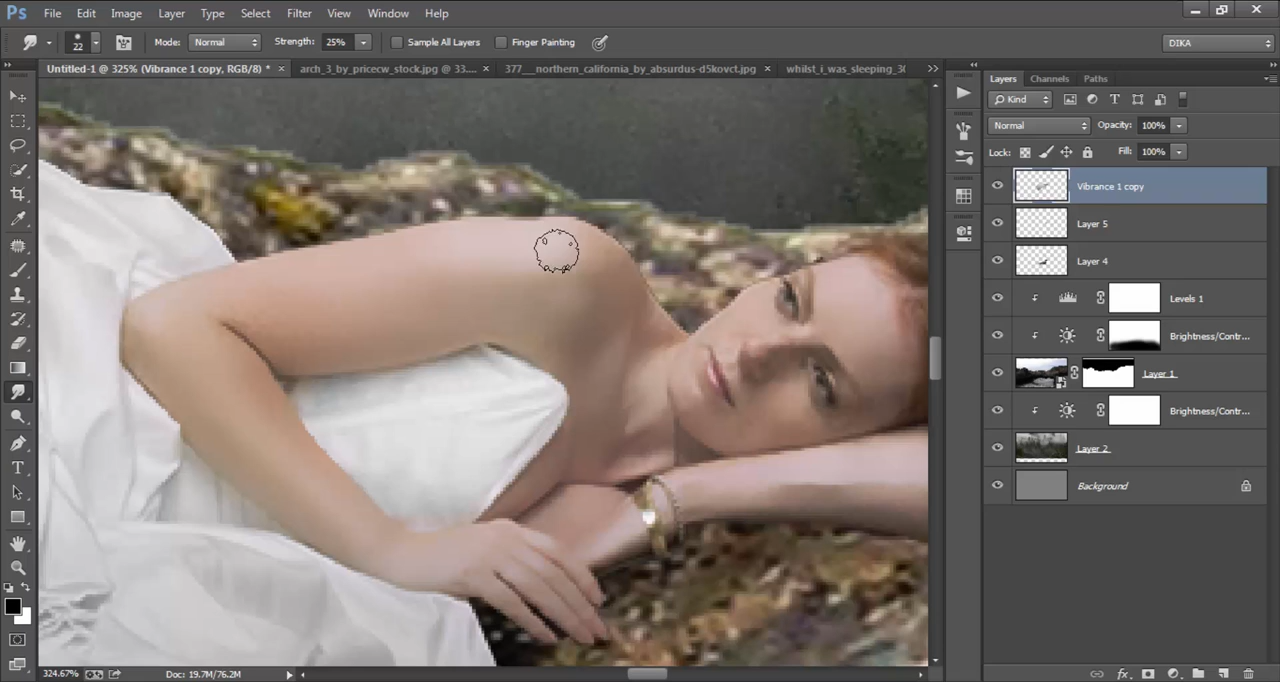 Ps File Edit Image Layer Type Select Filter View Window Help
22 Mode: Normal Strength: 25% Sample All Layers Finger Painting DIKA
Untitled-1 @ 325% (Vibrance 1 copy, RGB/8) * × arch_3_by_pricecw_stock.jpg @ 33.... × 377__northern_california_by_absurdus-d5kovct.jpg × whilst_i_was_sleeping_30
Layers Channels Paths
Kind
Normal Opacity: 100%
Lock: Fill: 100%
Vibrance 1 copy
Layer 5
Layer 4
Levels 1
Brightness/Contr...
Layer 1
Brightness/Contr...
Layer 2
Background
324.67% Doc: 19.7M/76.2M